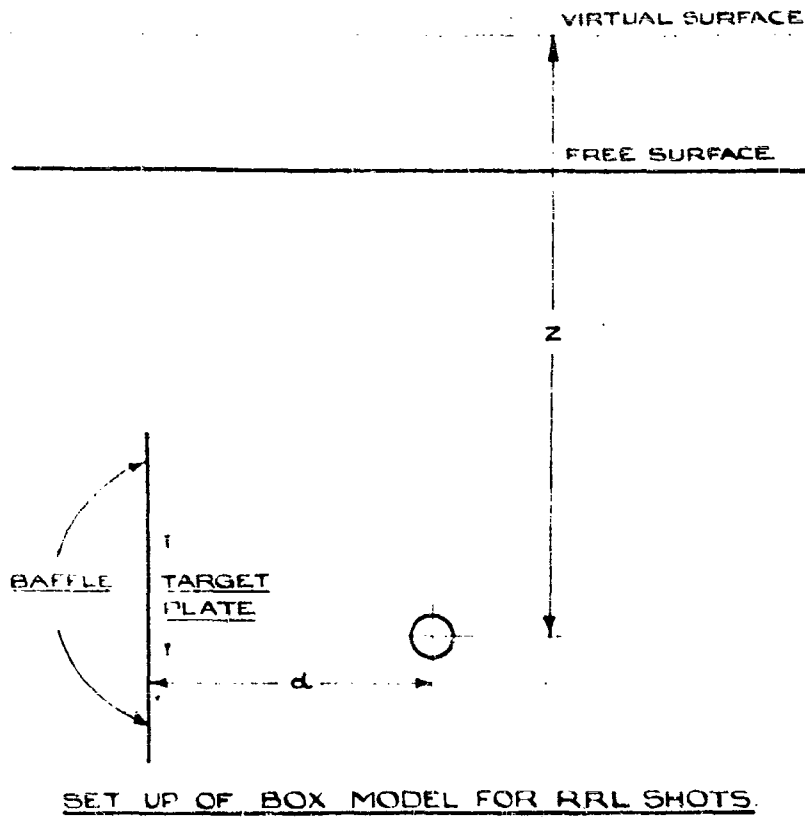 VIRTUAL SURFACE
FREE SURFACE
Z
BAFFLE
TARGET
PLATE
d
SET UP OF BOX MODEL FOR RRL SHOTS.